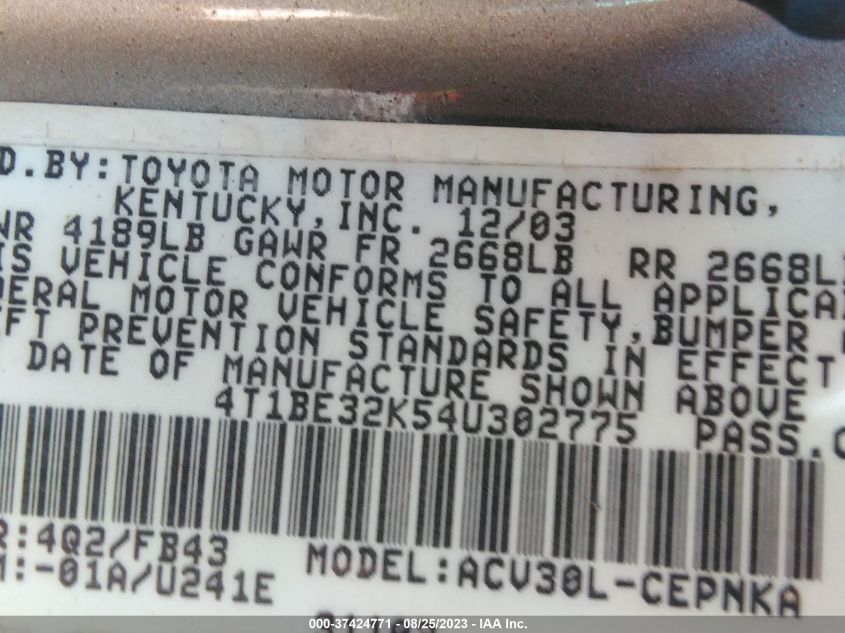 D.BY:TOYOTA MOTOR MANUFACTURING,
KENTUCKY,INC. 12/03
WR 4189LB GAWR FR 2668LB RR 2668L
IS VEHICLE CONFORMS TO ALL APPLICA
ERAL MOTOR VEHICLE SAFETY,BUMPER
EFT PREVENTION STANDARDS IN EFFECT
DATE OF MANUFACTURE SHOWN ABOVE
4T1BE32K54U302775 PASS.C
R:4Q2/FB43
MODEL:ACV30L-CEPNKA
M:-01A/U241E
000-37424771 - 08/25/2023 - IAA Inc.